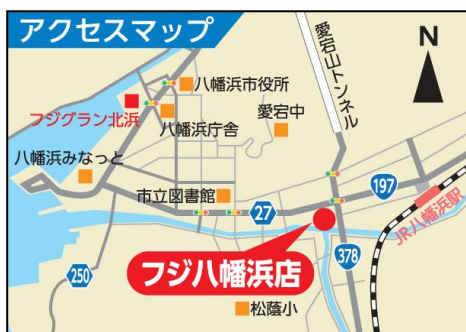 アクセスマップ
N
愛宕山トンネル
八幡浜市役所
フジグラン北浜
八幡浜庁舎
愛宕中
八幡浜みなっと
市立図書館
197
27
JR八幡浜駅
フジ八幡浜店
250
378
松蔭小